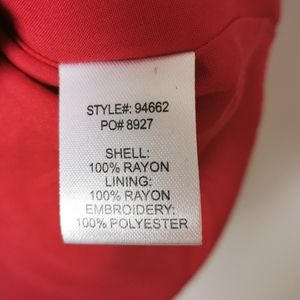 STYLE#: 94662
PO# 8927
SHELL:
100% RAYON
LINING:
100% RAYON
EMBROIDERY:
100% POLYESTER